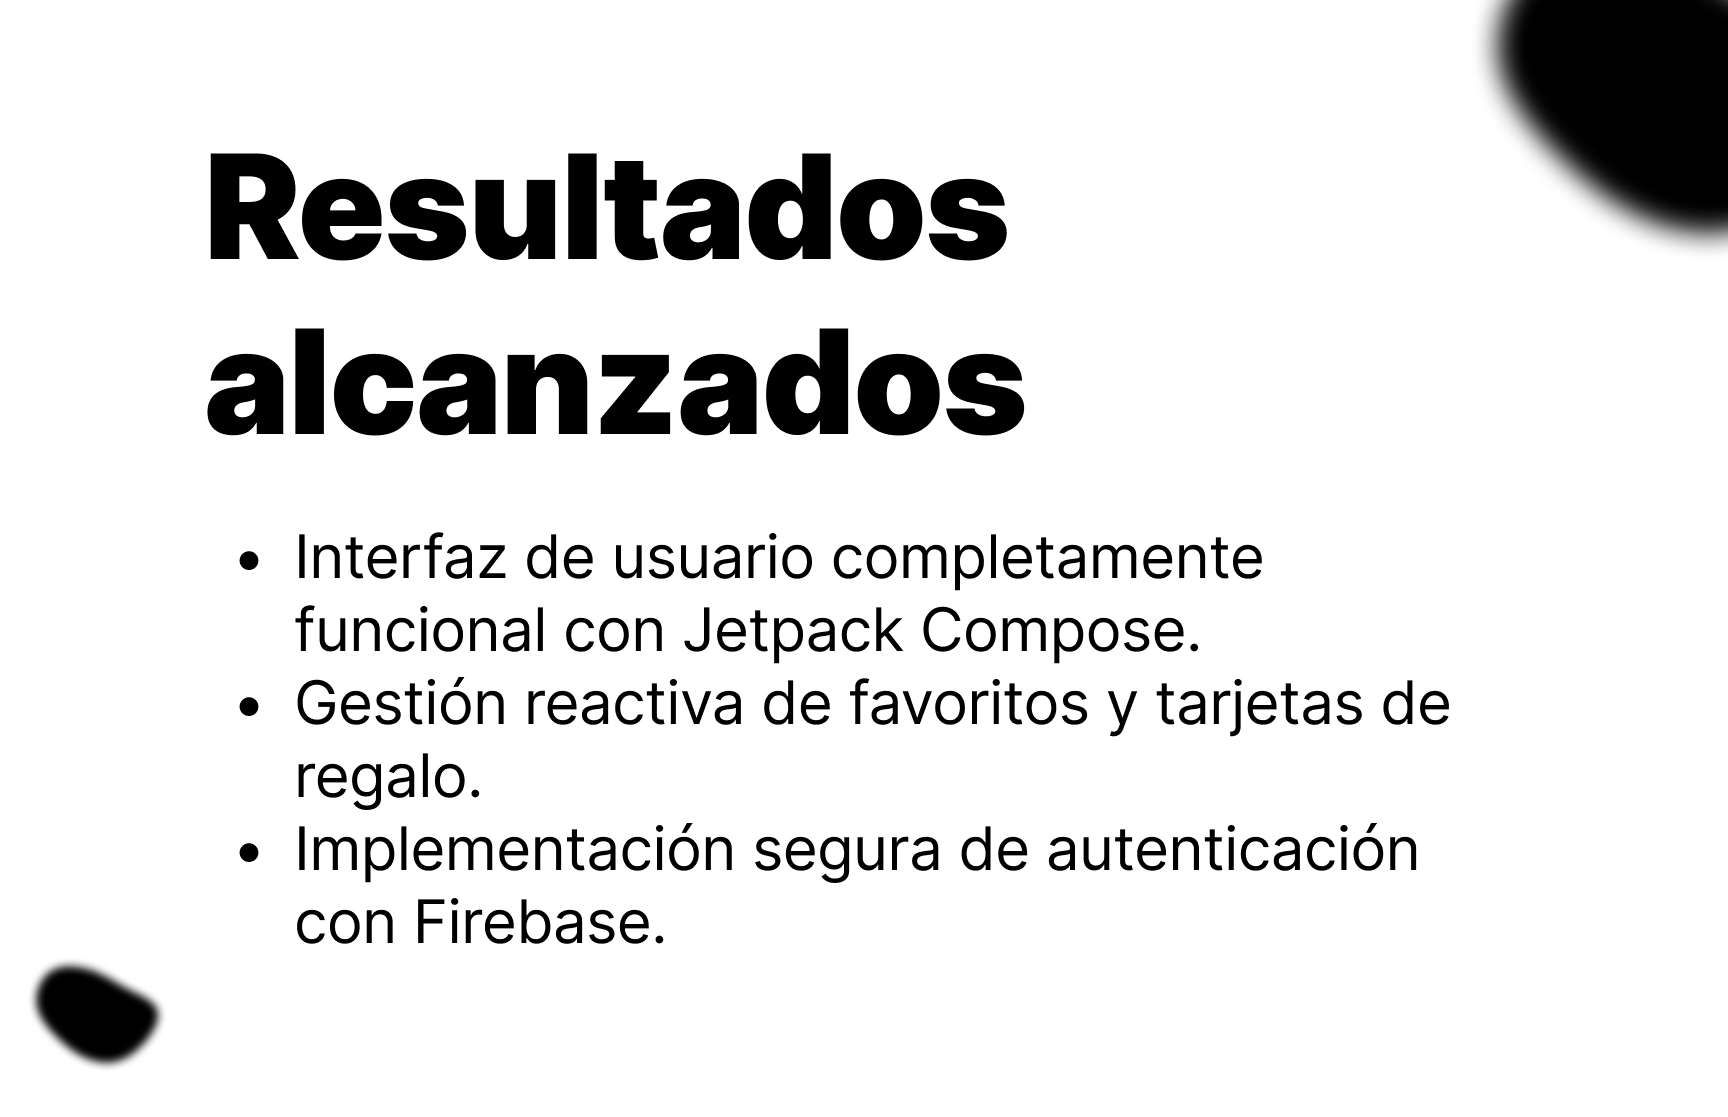 Resultados
alcanzados
• Interfaz de usuario completamente
funcional con Jetpack Compose.
• Gestión reactiva de favoritos y tarjetas de
regalo.
• Implementación segura de autenticación
con Firebase.